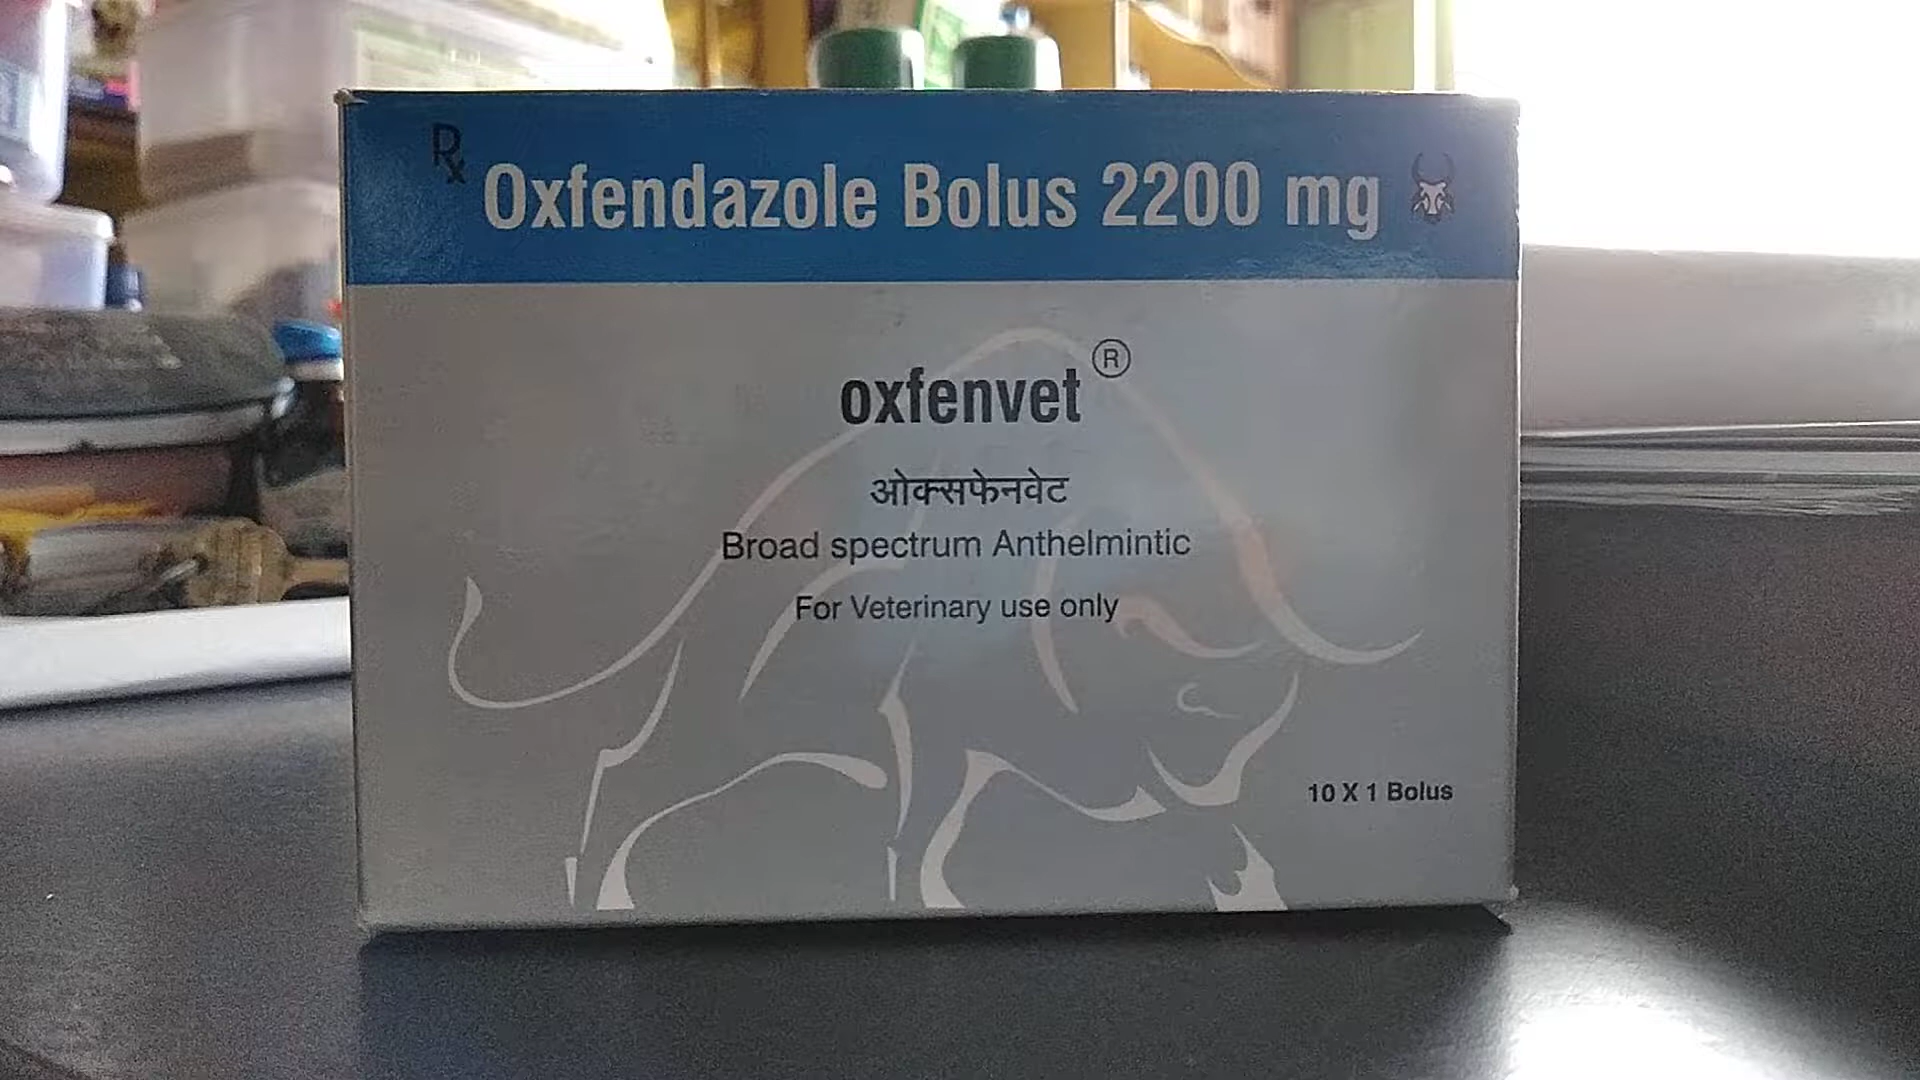 Rx
Oxfendazole Bolus 2200 mg
oxfenvet ®
ओक्सफेनवेट
Broad spectrum Anthelmintic
For Veterinary use only
10 X 1 Bolus